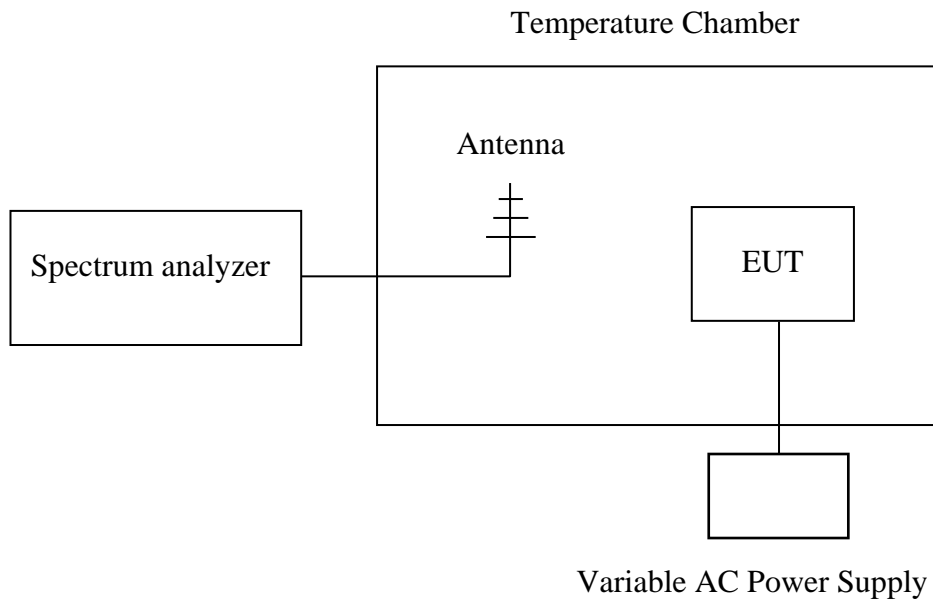 Temperature Chamber
Antenna
Spectrum analyzer
EUT
Variable AC Power Supply